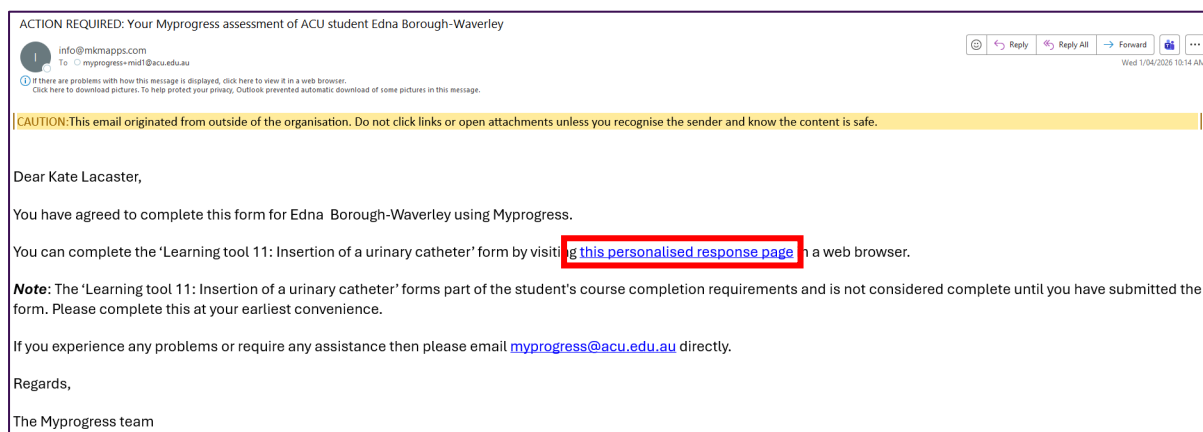 ACTION REQUIRED: Your Myprogress assessment of ACU student Edna Borough-Waverley
I
info@mkmapps.com
To myprogress+mid1@acu.edu.au
Reply Reply All Forward ...
Wed 1/04/2026 10:14 AM
If there are problems with how this message is displayed, click here to view it in a web browser.
Click here to download pictures. To help protect your privacy, Outlook prevented automatic download of some pictures in this message.
CAUTION:This email originated from outside of the organisation. Do not click links or open attachments unless you recognise the sender and know the content is safe.
Dear Kate Lacaster,
You have agreed to complete this form for Edna Borough-Waverley using Myprogress.
You can complete the ‘Learning tool 11: Insertion of a urinary catheter’ form by visiting this personalised response page in a web browser.
Note: The ‘Learning tool 11: Insertion of a urinary catheter’ forms part of the student's course completion requirements and is not considered complete until you have submitted the
form. Please complete this at your earliest convenience.
If you experience any problems or require any assistance then please email myprogress@acu.edu.au directly.
Regards,
The Myprogress team